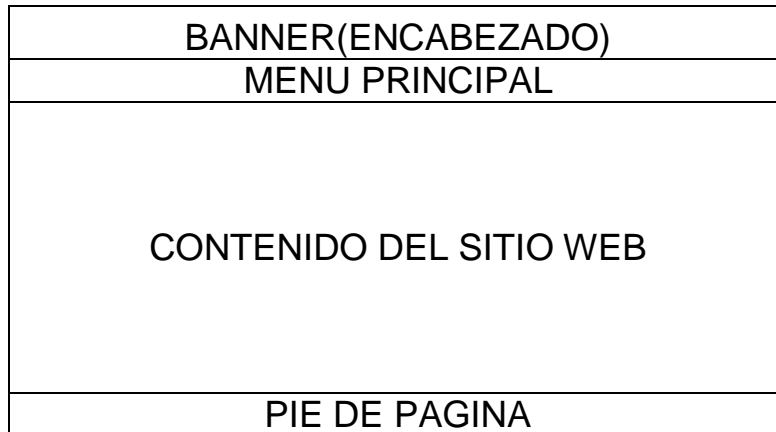 BANNER(ENCABEZADO)
MENU PRINCIPAL
CONTENIDO DEL SITIO WEB
PIE DE PAGINA